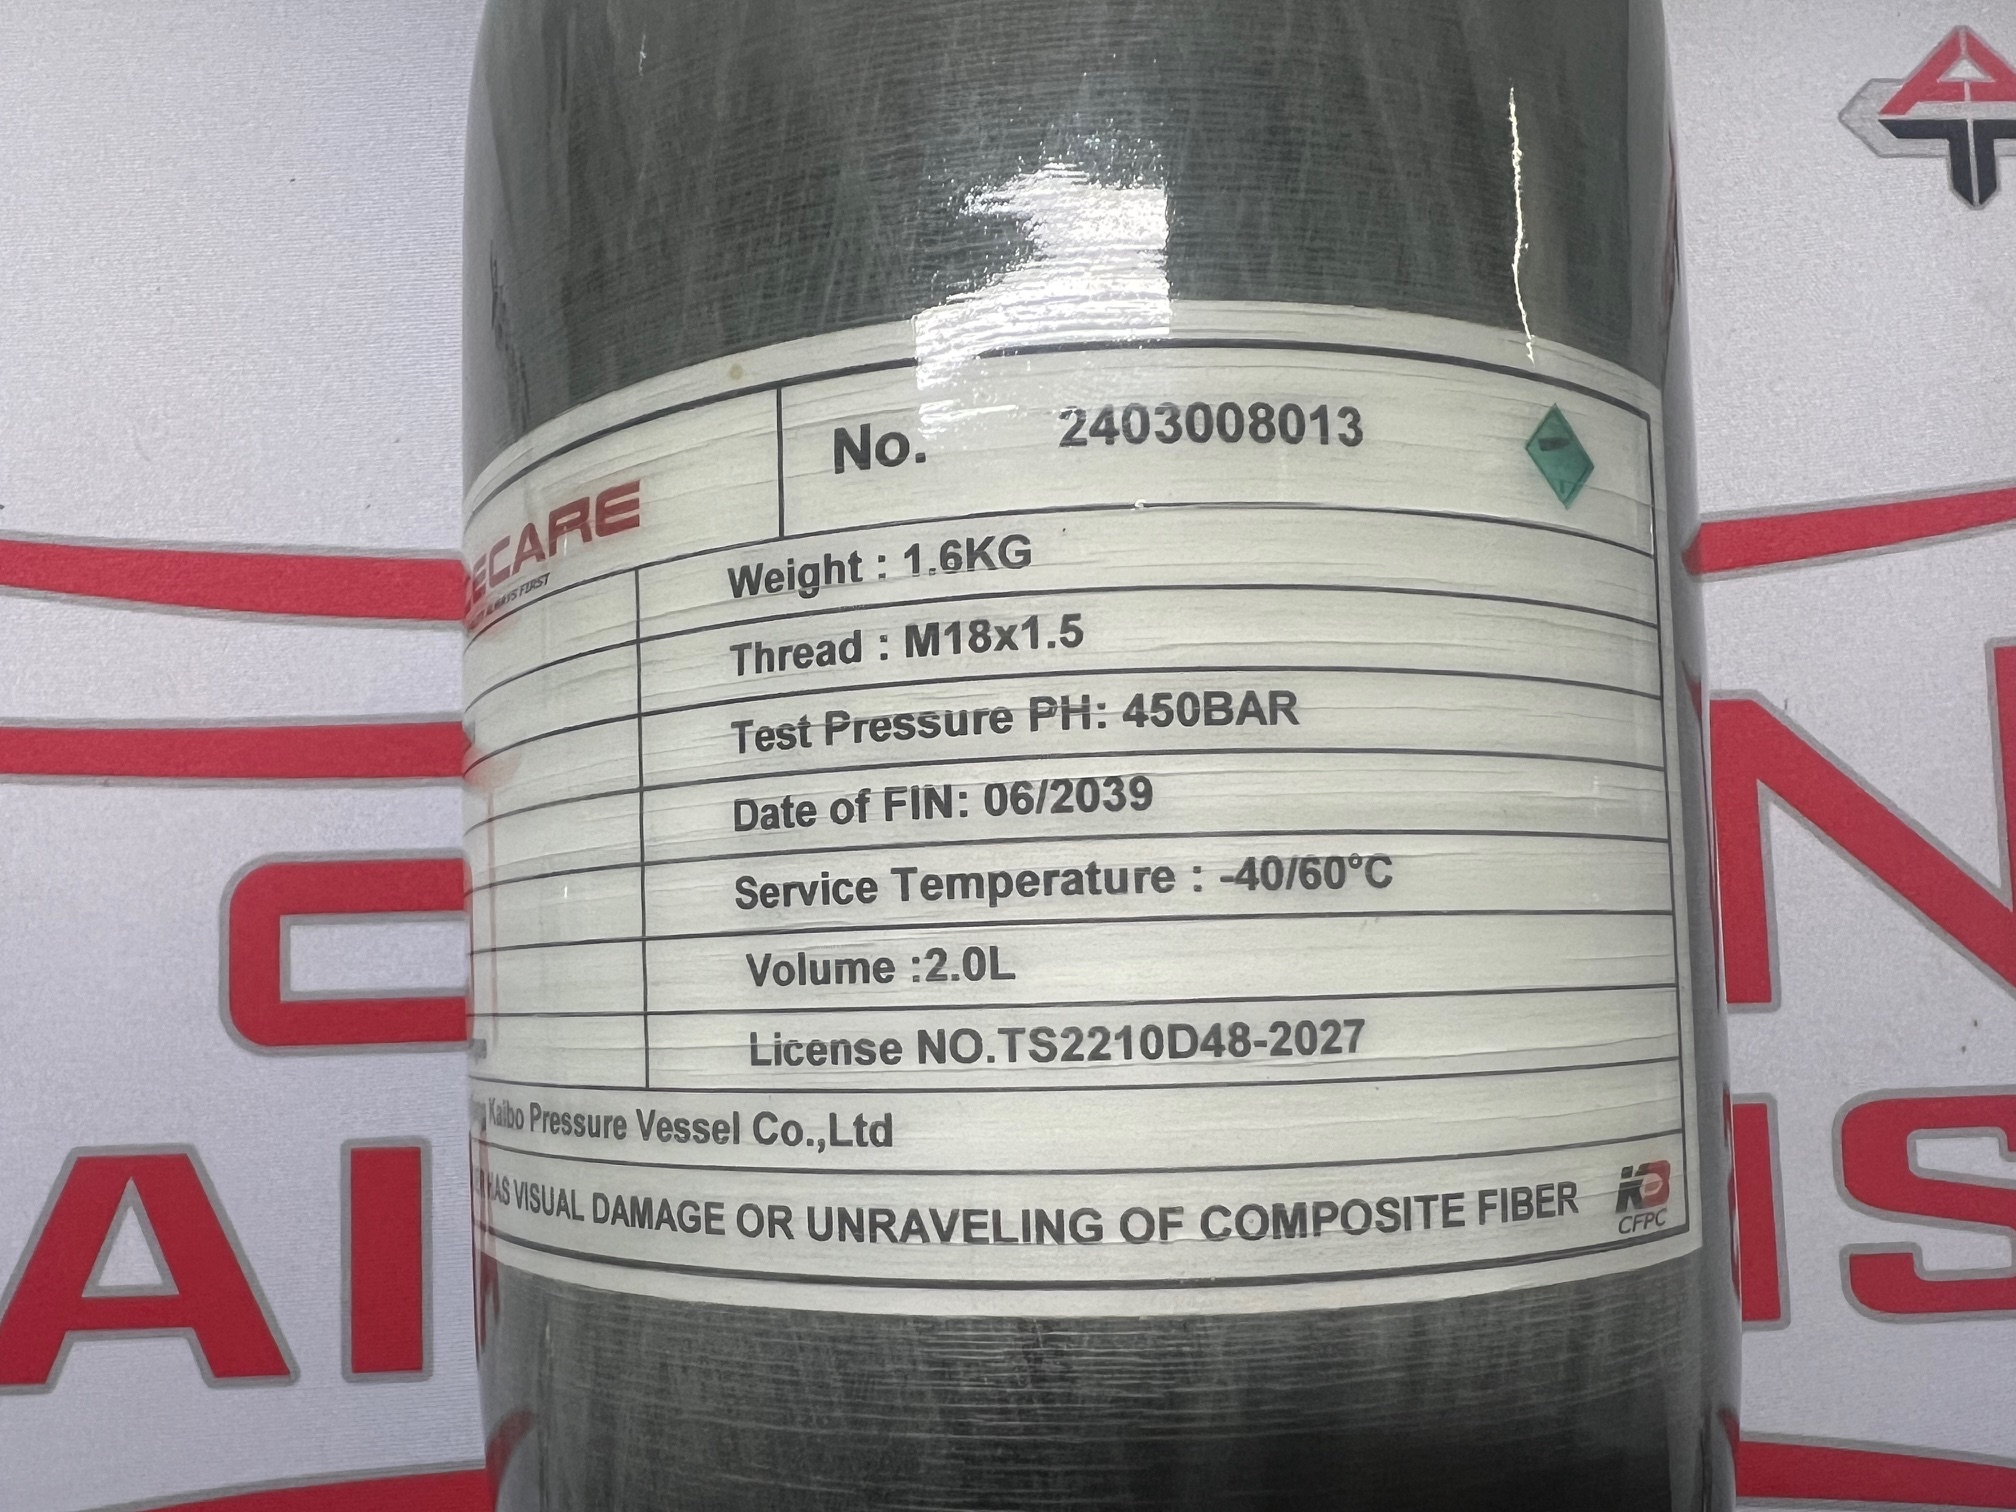 No. 2403008013
ECARE
ALWAYS FIRST
Weight : 1.6KG
Thread : M18x1.5
Test Pressure PH: 450BAR
Date of FIN: 06/2039
Service Temperature : -40/60°C
Volume :2.0L
License NO.TS2210D48-2027
Kaibo Pressure Vessel Co.,Ltd
HAS VISUAL DAMAGE OR UNRAVELING OF COMPOSITE FIBER
KB
CFPC